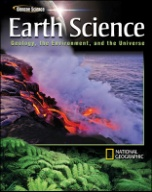 Glencoe Science
Earth Science
Geology, the Environment, and the Universe
NATIONAL
GEOGRAPHIC